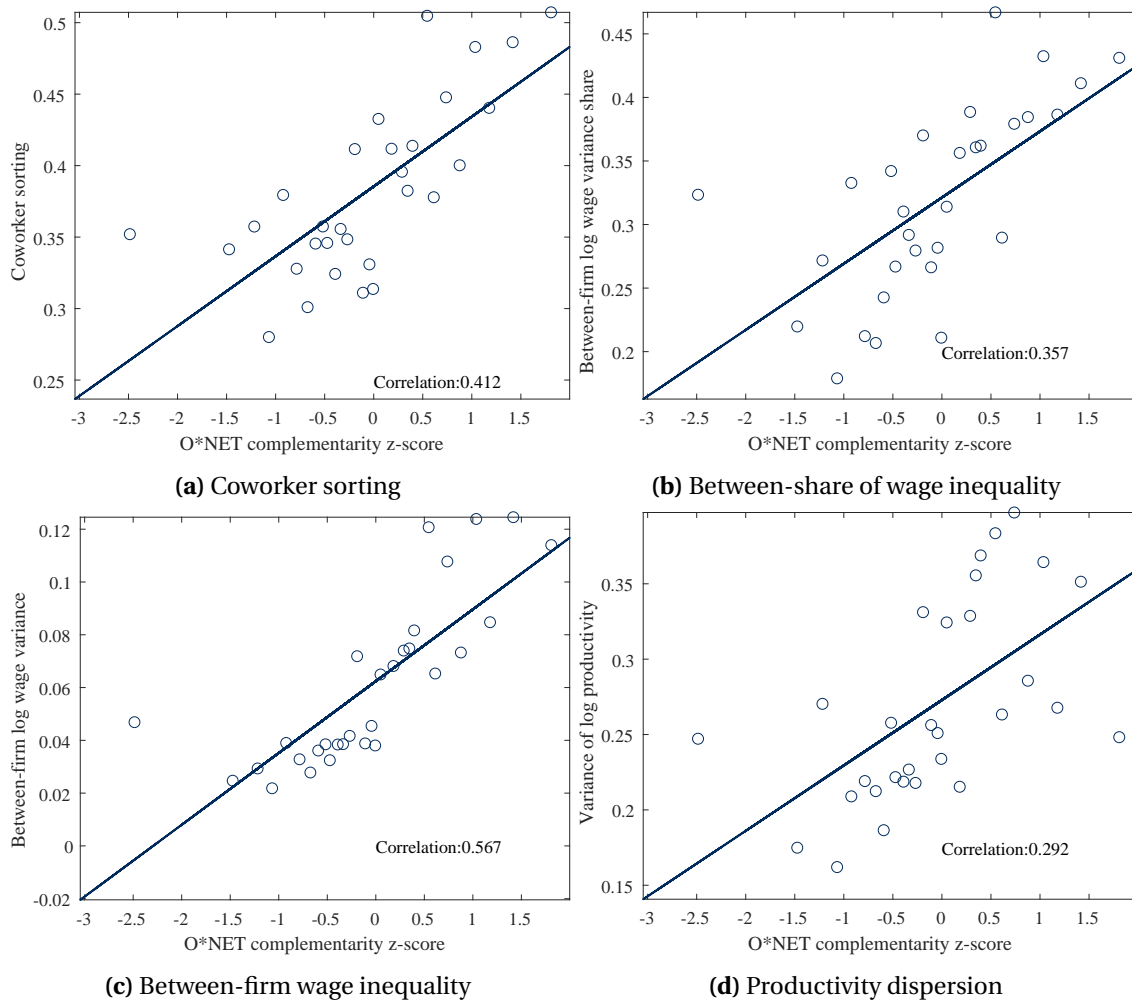 0.5
0.45
0.4
0.35
0.3
0.25
Coworker sorting
Correlation:0.412
-3 -2.5 -2 -1.5 -1 -0.5 0 0.5 1 1.5
O*NET complementarity z-score
(a) Coworker sorting
0.45
0.4
0.35
0.3
0.25
0.2
Between-firm log wage variance share
Correlation:0.357
-3 -2.5 -2 -1.5 -1 -0.5 0 0.5 1 1.5
O*NET complementarity z-score
(b) Between-share of wage inequality
0.12
0.1
0.08
0.06
0.04
0.02
0
-0.02
Between-firm log wage variance
Correlation:0.567
-3 -2.5 -2 -1.5 -1 -0.5 0 0.5 1 1.5
O*NET complementarity z-score
(c) Between-firm wage inequality
0.35
0.3
0.25
0.2
0.15
Variance of log productivity
Correlation:0.292
-3 -2.5 -2 -1.5 -1 -0.5 0 0.5 1 1.5
O*NET complementarity z-score
(d) Productivity dispersion